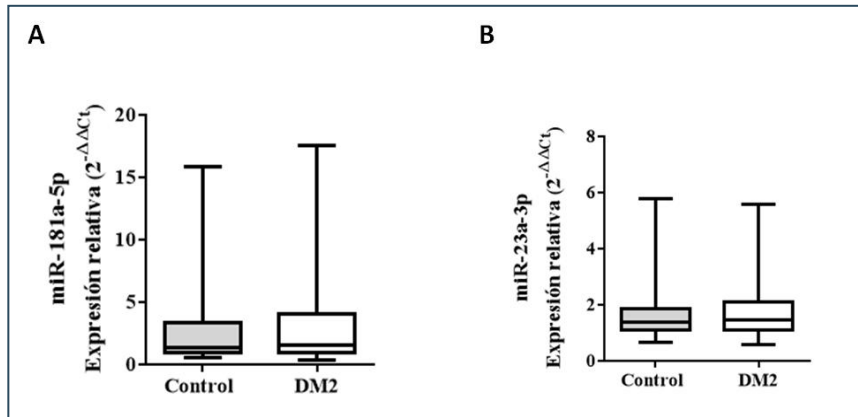 A
miR-181a-5p
Expresión relativa (2^-ΔΔCt)
20
15
10
5
0
Control DM2
B
miR-23a-3p
Expresión relativa (2^-ΔΔCt)
8
6
4
2
0
Control DM2